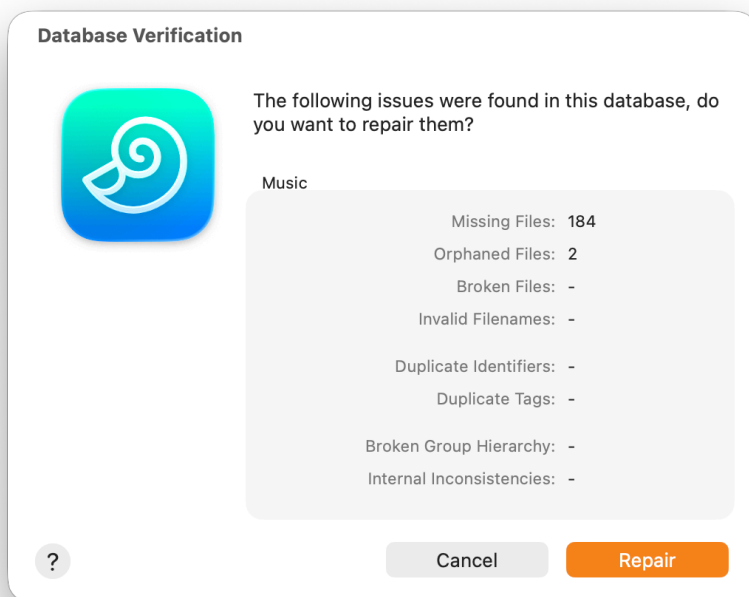 Database Verification
The following issues were found in this database, do
you want to repair them?
Music
Missing Files: 184
Orphaned Files: 2
Broken Files: -
Invalid Filenames: -
Duplicate Identifiers: -
Duplicate Tags: -
Broken Group Hierarchy: -
Internal Inconsistencies: -
? Cancel Repair